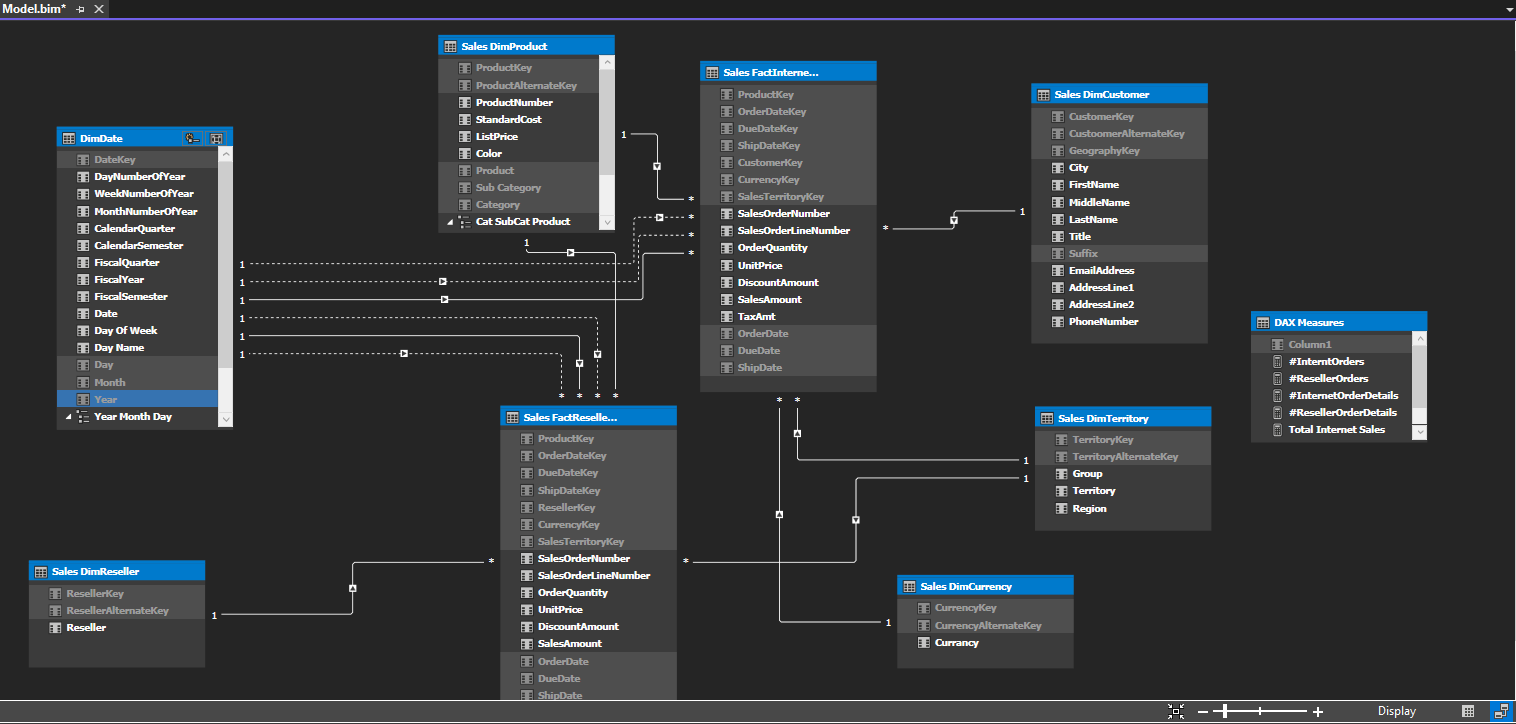 Model.bim*
Sales DimProduct
ProductKey
ProductAlternateKey
ProductNumber
StandardCost
ListPrice
Color
Product
Sub Category
Category
Cat SubCat Product
1
1
Sales FactInterne...
ProductKey
OrderDateKey
DueDateKey
ShipDateKey
CustomerKey
CurrencyKey
SalesTerritoryKey
SalesOrderNumber
SalesOrderLineNumber
OrderQuantity
UnitPrice
DiscountAmount
SalesAmount
TaxAmt
OrderDate
DueDate
ShipDate
*
*
*
*
*
*
*
Sales DimCustomer
CustomerKey
CustoomerAlternateKey
GeographyKey
City
FirstName
MiddleName
LastName
Title
Suffix
EmailAddress
AddressLine1
AddressLine2
PhoneNumber
1
DimDate
DateKey
DayNumberOfYear
WeekNumberOfYear
MonthNumberOfYear
CalendarQuarter
CalendarSemester
FiscalQuarter
FiscalYear
FiscalSemester
Date
Day Of Week
Day Name
Day
Month
Year
Year Month Day
1
1
1
1
1
1
DAX Measures
Column1
#InterntOrders
#ResellerOrders
#InternetOrderDetails
#ResellerOrderDetails
Total Internet Sales
* * * *
Sales FactReselle...
ProductKey
OrderDateKey
DueDateKey
ShipDateKey
ResellerKey
CurrencyKey
SalesTerritoryKey
SalesOrderNumber
SalesOrderLineNumber
OrderQuantity
UnitPrice
DiscountAmount
SalesAmount
OrderDate
DueDate
ShipDate
*
*
Sales DimTerritory
TerritoryKey
TerritoryAlternateKey
Group
Territory
Region
1
1
Sales DimReseller
ResellerKey
ResellerAlternateKey
Reseller
1
Sales DimCurrency
CurrencyKey
CurrencyAlternateKey
Currancy
1
Display